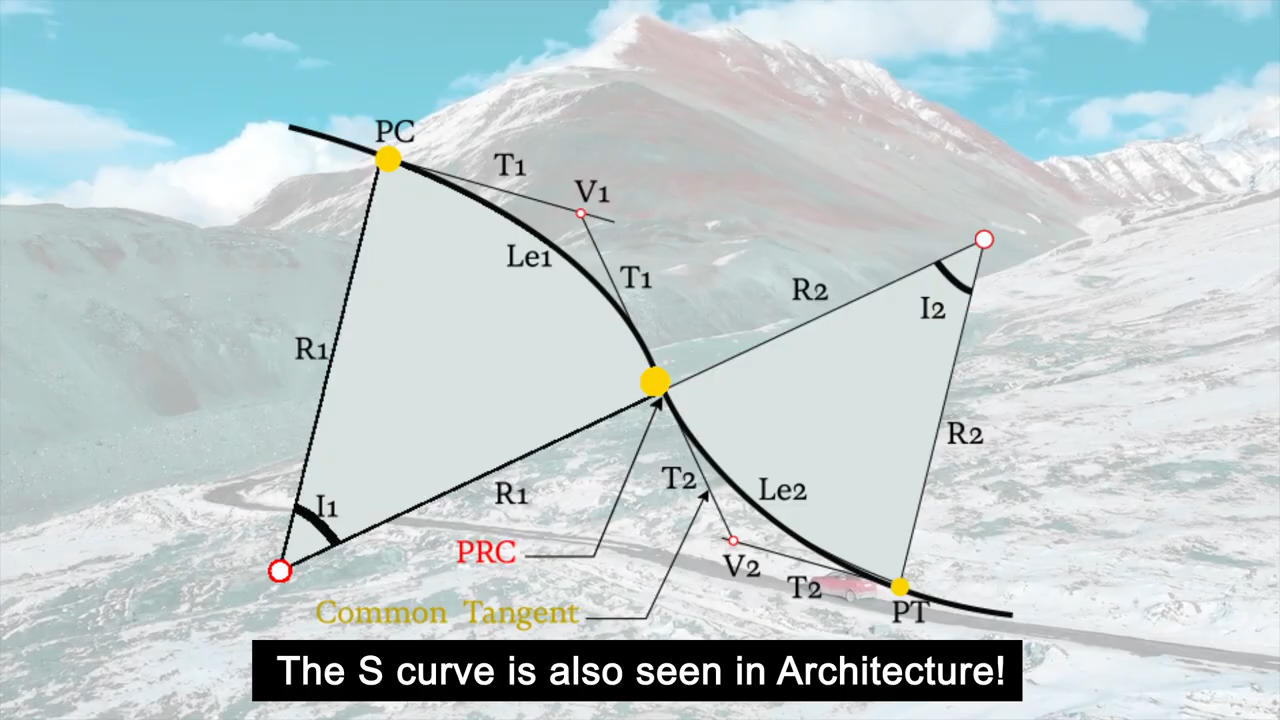 PC
T1
V1
Le1
T1
R2
I2
R1
R2
T2
Le2
I1
R1
PRC
V2
T2
Common Tangent
PT
The S curve is also seen in Architecture!